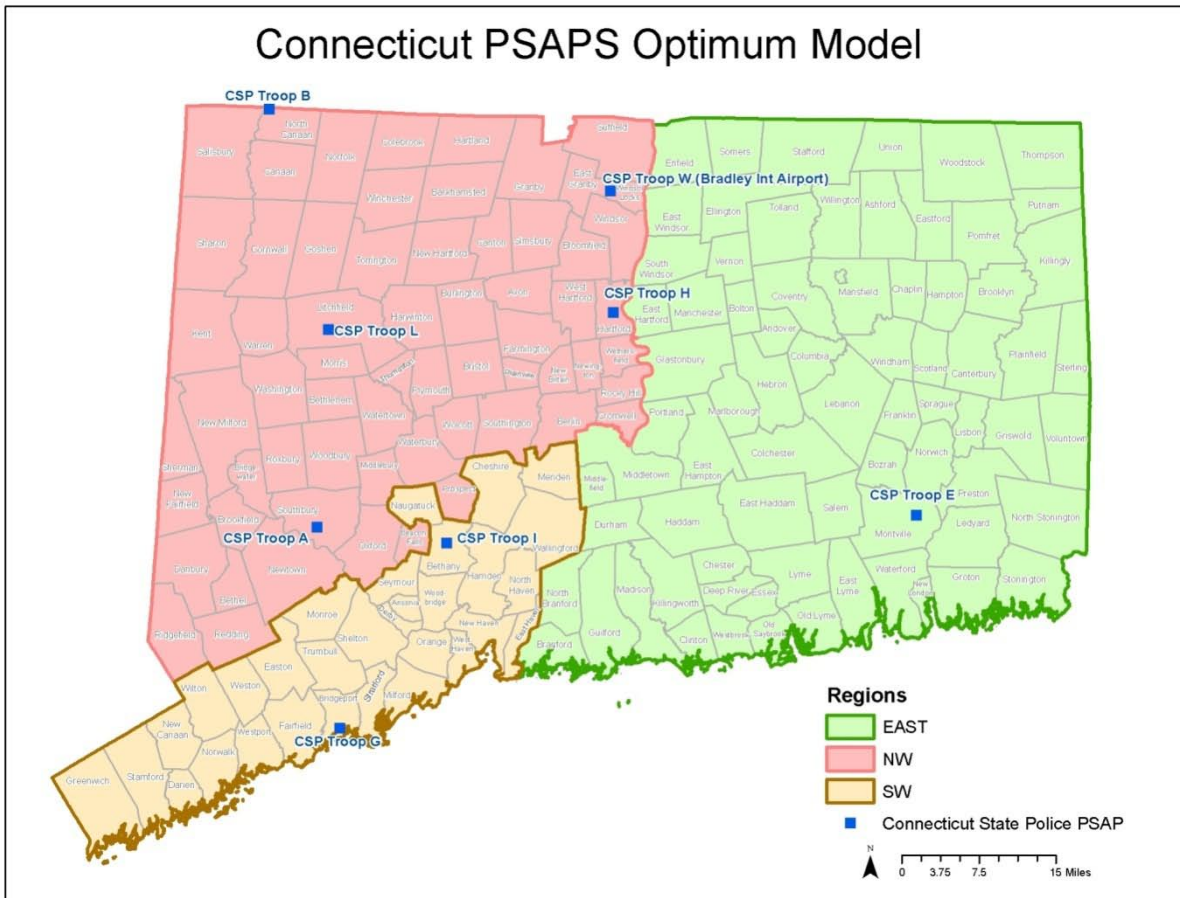 Connecticut PSAPS Optimum Model
CSP Troop B
North
Canaan
Suffield
Salisbury
Canaan
Norfolk
Colebrook
Hartland
Enfield
Somers
Stafford
Union
Woodstock
Thompson
East
Granby
Granby
CSP Troop W (Bradley Int Airport)
Winchester
Barkhamsted
Windsor
East
Windsor
Ellington
Tolland
Willington
Ashford
Eastford
Putnam
Pomfret
Sharon
Cornwall
Goshen
Torrington
New Hartford
Canton
Simsbury
Bloomfield
South
Windsor
Vernon
Killingly
CSP Troop H
Litchfield
Harwinton
Burlington
Avon
West
Hartford
Hartford
East
Hartford
Manchester
Bolton
Coventry
Mansfield
Chaplin
Hampton
Brooklyn
CSP Troop L
Andover
Kent
Warren
Morris
Farmington
Wethers-
field
Glastonbury
Columbia
Windham
Scotland
Canterbury
Plainfield
Sterling
Washington
Bethlehem
Plymouth
Bristol
New
Britain
Rocky Hill
Hebron
New Milford
Watertown
Wolcott
Southington
Berlin
Cromwell
Portland
Marlborough
Lebanon
Franklin
Sprague
Lisbon
Griswold
Voluntown
Roxbury
Woodbury
Waterbury
Middlebury
Cheshire
Meriden
Middle-
field
Middletown
East
Hampton
Colchester
Bozrah
Norwich
Sherman
Bridge
water
Prospect
New
Fairfield
Brookfield
Southbury
Naugatuck
Durham
Haddam
East Haddam
Salem
CSP Troop E
Preston
Ledyard
North Stonington
Montville
CSP Troop A
Oxford
Beacon
Falls
CSP Troop I
Wallingford
Danbury
Newtown
Bethany
Hamden
North
Haven
Chester
Lyme
East
Lyme
Waterford
New
London
Groton
Stonington
Bethel
Seymour
Ansonia
Wood
bridge
North
Branford
Madison
Killingworth
Deep River
Essex
Monroe
Derby
New Haven
East Haven
Ridgefield
Redding
Shelton
Orange
West
Haven
Branford
Guilford
Clinton
Westbrook
Old
Saybrook
Old Lyme
Trumbull
Easton
Wilton
Weston
Stratford
Milford
Bridgeport
Fairfield
New
Canaan
Westport
Norwalk
CSP Troop G
Greenwich
Stamford
Darien
Regions
EAST
NW
SW
Connecticut State Police PSAP
N
0 3.75 7.5 15 Miles